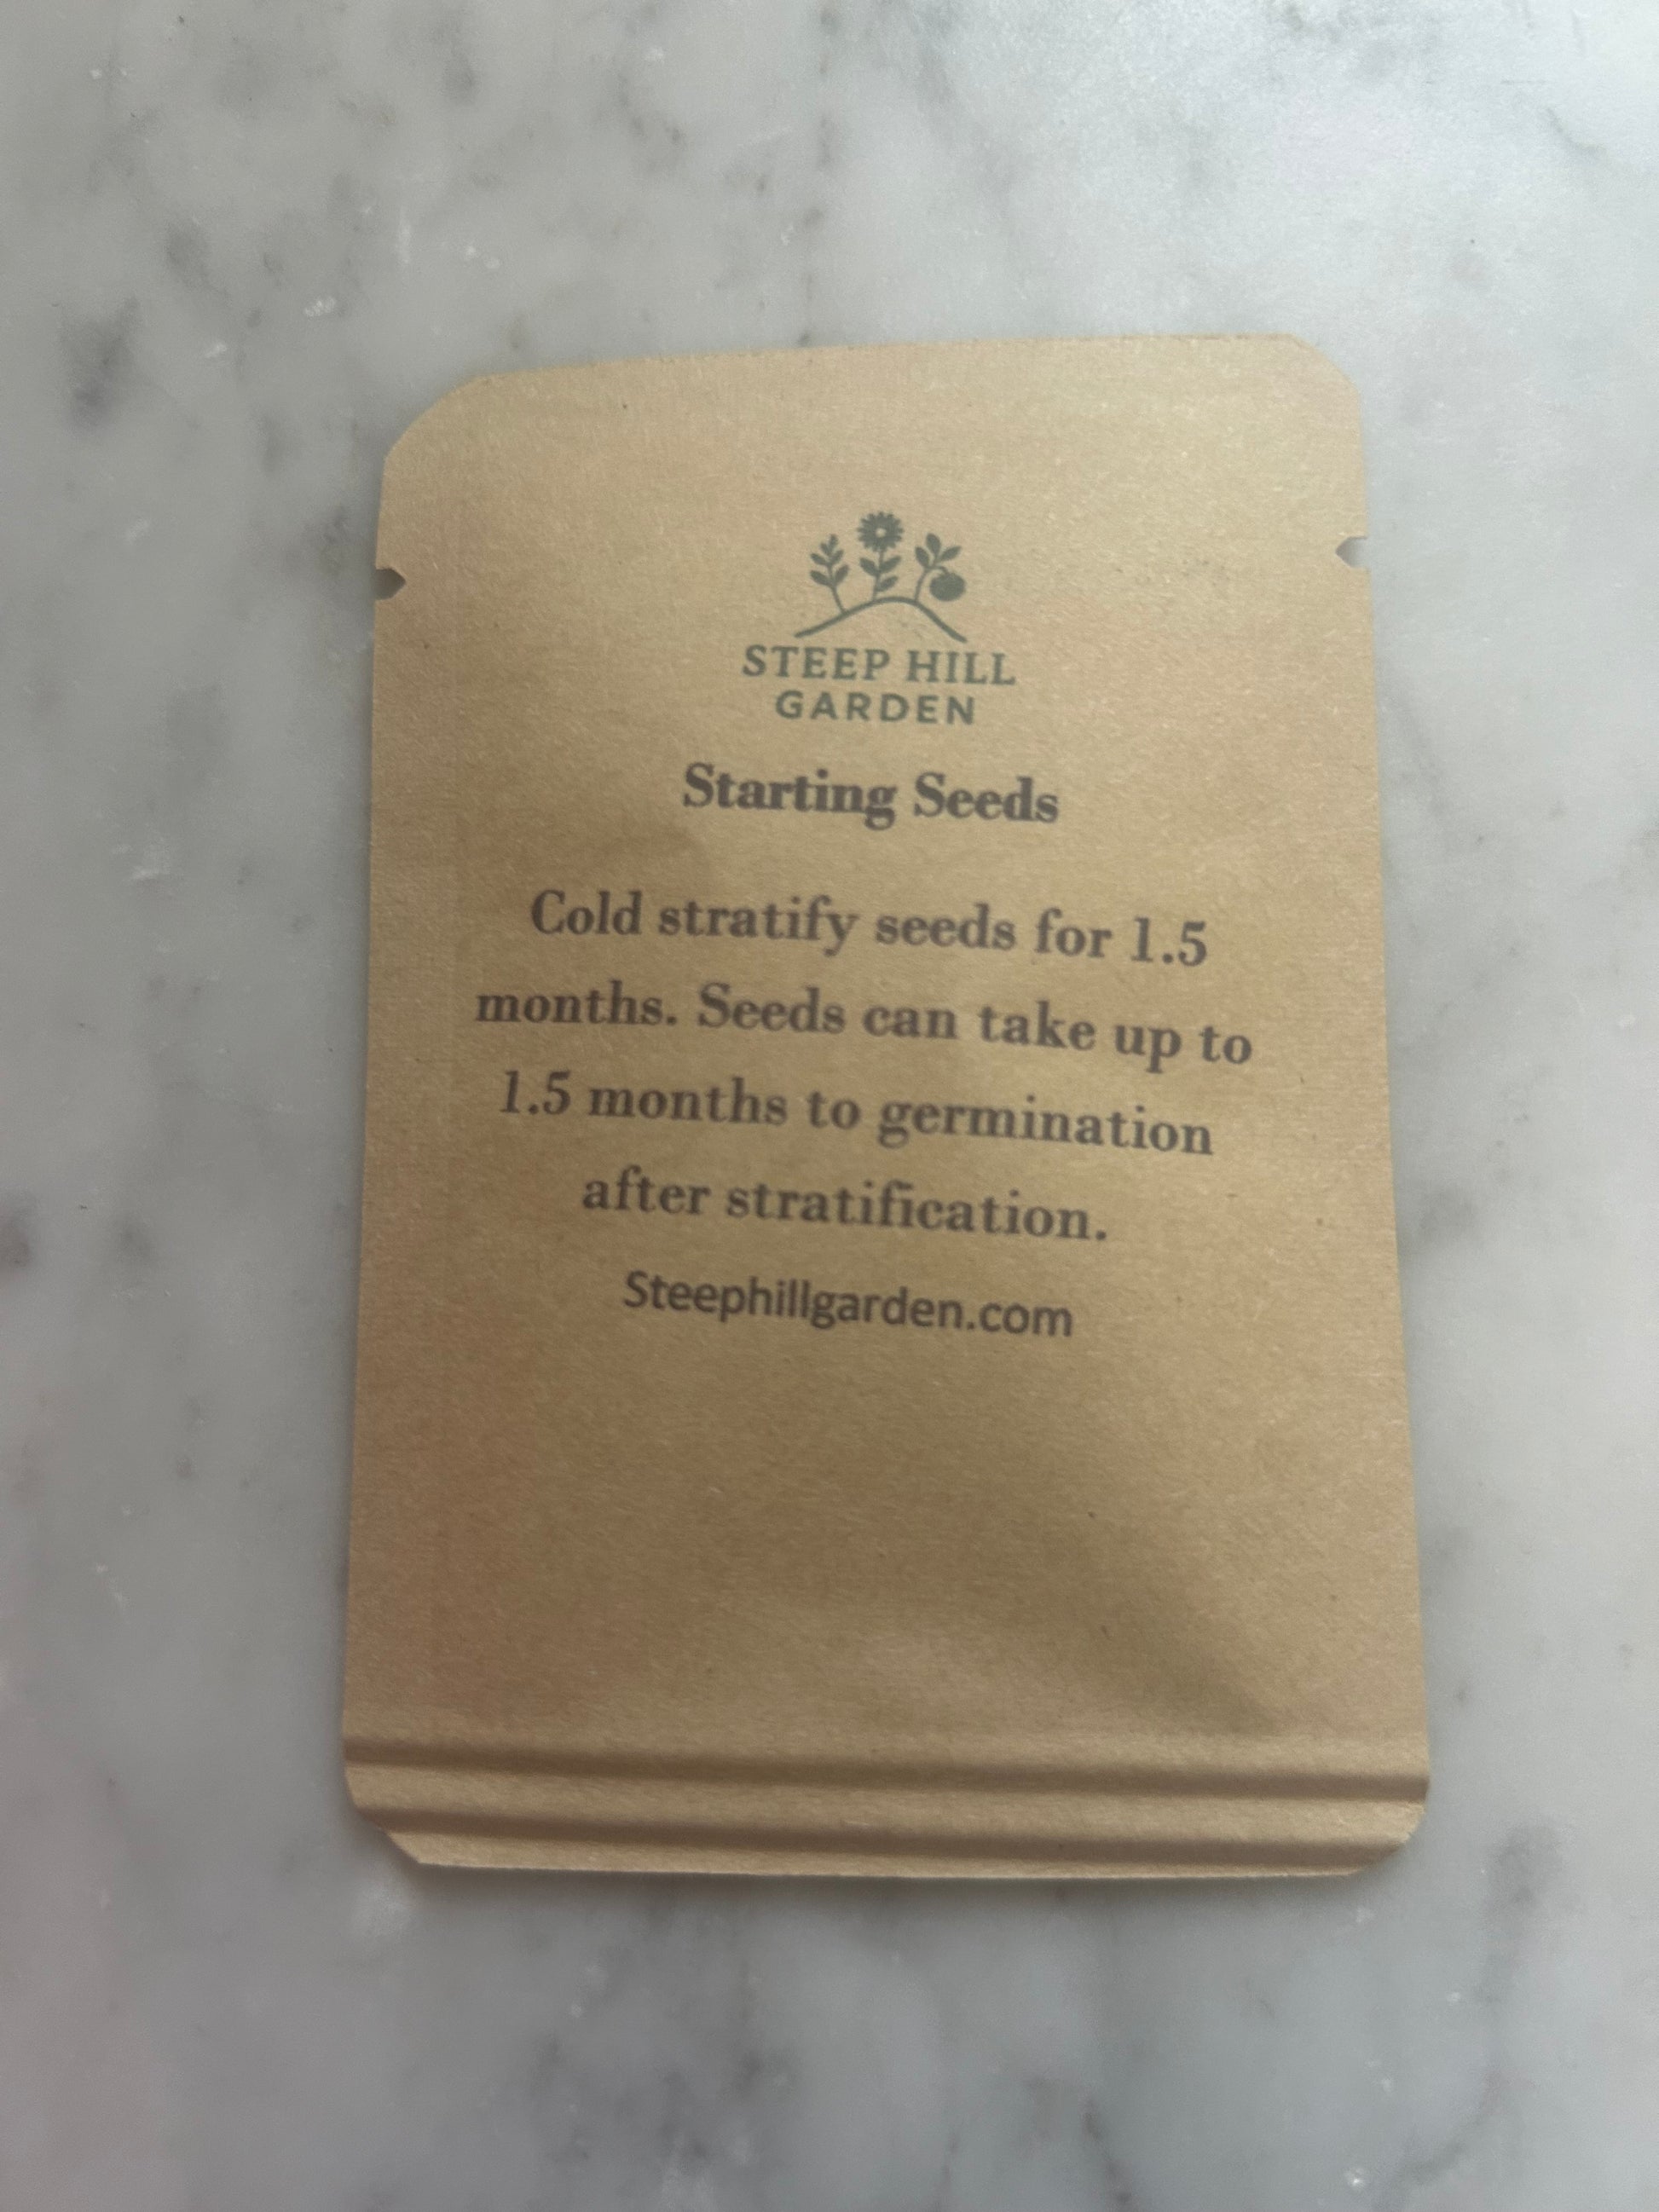 STEEP HILL
GARDEN
Starting Seeds
Cold stratify seeds for 1.5
months. Seeds can take up to
1.5 months to germination
after stratification.
Steephillgarden.com